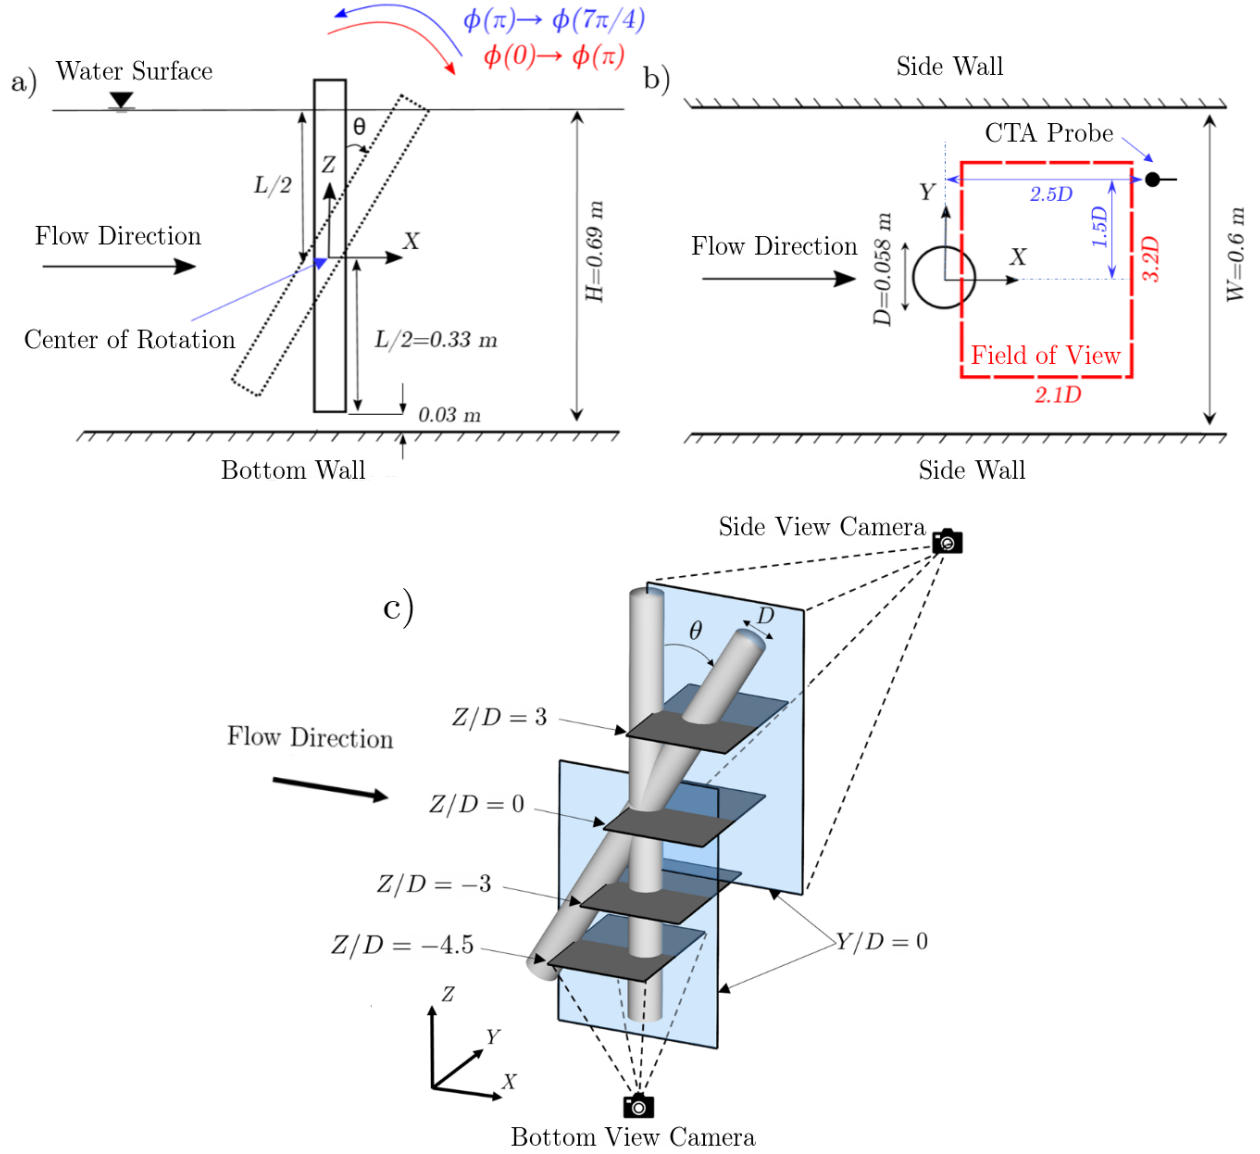 a)
Water Surface
ϕ(π)→ ϕ(7π/4)
ϕ(0)→ ϕ(π)
θ
Z
L/2
X
Flow Direction
Center of Rotation
L/2=0.33 m
0.03 m
H=0.69 m
Bottom Wall
b)
Side Wall
CTA Probe
2.5D
1.5D
Y
X
Flow Direction
D=0.058 m
3.2D
W=0.6 m
Field of View
2.1D
Side Wall
c)
Side View Camera
D
θ
Z/D = 3
Flow Direction
Z/D = 0
Z/D = −3
Z/D = −4.5
Y/D = 0
Z
Y
X
Bottom View Camera